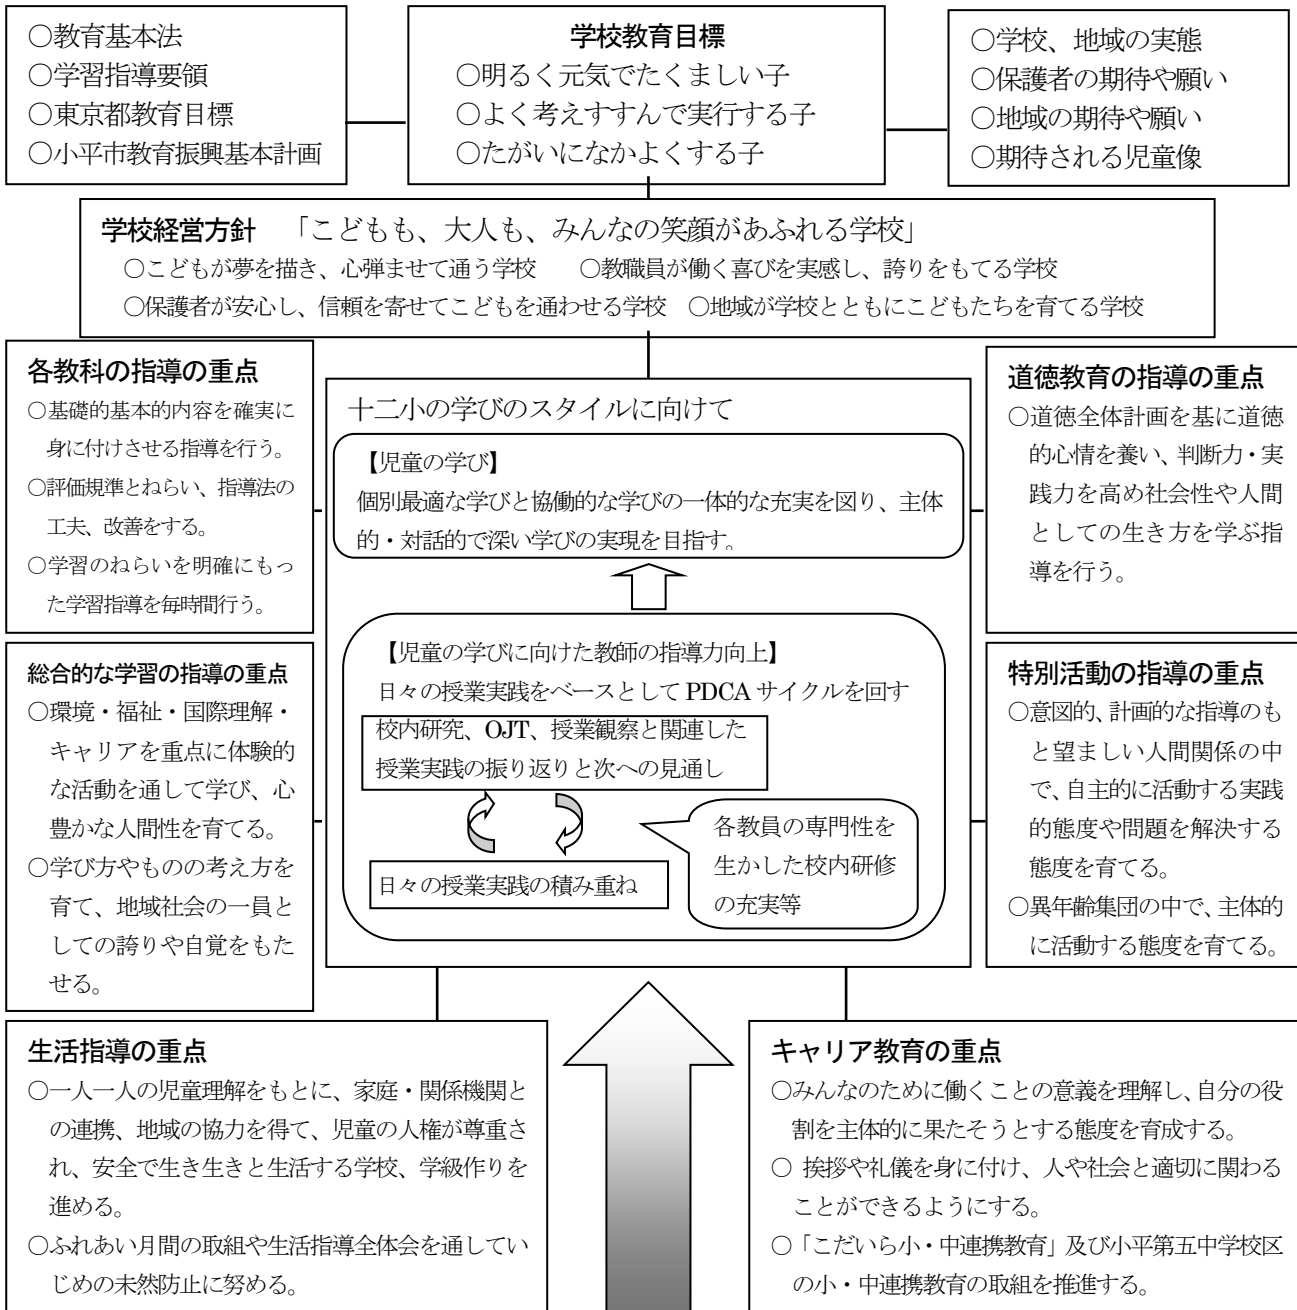 ○教育基本法
○学習指導要領
○東京都教育目標
○小平市教育振興基本計画
学校教育目標
○明るく元気でたくましい子
○よく考えすすんで実行する子
○たがいになかよくする子
○学校、地域の実態
○保護者の期待や願い
○地域の期待や願い
○期待される児童像
学校経営方針 「こどもも、大人も、みんなの笑顔があふれる学校」
○こどもが夢を描き、心弾ませて通う学校 ○教職員が働く喜びを実感し、誇りをもてる学校
○保護者が安心し、信頼を寄せてこどもを通わせる学校 ○地域が学校とともにこどもたちを育てる学校
各教科の指導の重点
○基礎的基本的内容を確実に
身に付けさせる指導を行う。
○評価規準とねらい、指導法の
工夫、改善をする。
○学習のねらいを明確にもっ
た学習指導を毎時間行う。
総合的な学習の指導の重点
○環境・福祉・国際理解・
キャリアを重点に体験的
な活動を通して学び、心
豊かな人間性を育てる。
○学び方やものの考え方を
育て、地域社会の一員と
しての誇りや自覚をもた
せる。
十二小の学びのスタイルに向けて
【児童の学び】
個別最適な学びと協働的な学びの一体的な充実を図り、主体
的・対話的で深い学びの実現を目指す。
【児童の学びに向けた教師の指導力向上】
日々の授業実践をベースとして PDCA サイクルを回す
校内研究、OJT、授業観察と関連した
授業実践の振り返りと次への見通し
各教員の専門性を
生かした校内研修
の充実等
日々の授業実践の積み重ね
道徳教育の指導の重点
○道徳全体計画を基に道徳
的心情を養い、判断力・実
践力を高め社会性や人間
としての生き方を学ぶ指
導を行う。
特別活動の指導の重点
○意図的、計画的な指導のも
と望ましい人間関係の中
で、自主的に活動する実践
的態度や問題を解決する
態度を育てる。
○異年齢集団の中で、主体的
に活動する態度を育てる。
生活指導の重点
○一人一人の児童理解をもとに、家庭・関係機関と
の連携、地域の協力を得て、児童の人権が尊重さ
れ、安全で生き生きと生活する学校、学級作りを
進める。
○ふれあい月間の取組や生活指導全体会を通してい
じめの未然防止に努める。
キャリア教育の重点
○みんなのために働くことの意義を理解し、自分の役
割を主体的に果たそうとする態度を育成する。
○ 挨拶や礼儀を身に付け、人や社会と適切に関わる
ことができるようにする。
○「こだいら小・中連携教育」及び小平第五中学校区
の小・中連携教育の取組を推進する。